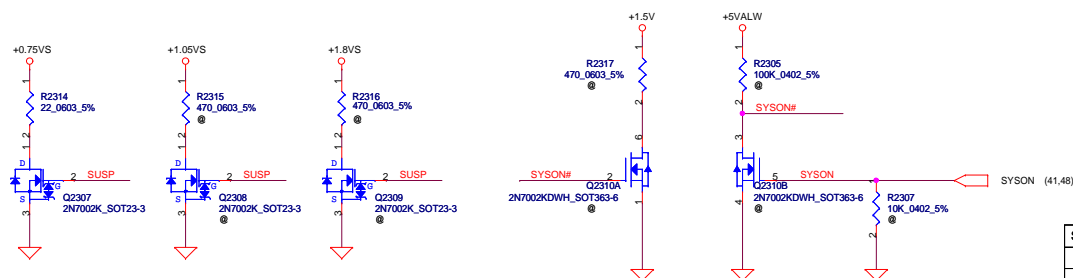 +0.75VS
1
R2314
22_0603_5%
2
1
D
2
SUSP
G
S
3
Q2307
2N7002K_SOT23-3
+1.05VS
1
R2315
470_0603_5%
@
2
1
D
2
SUSP
G
S
3
Q2308
2N7002K_SOT23-3
@
+1.8VS
1
R2316
470_0603_5%
@
2
1
D
2
SUSP
G
S
3
Q2309
2N7002K_SOT23-3
@
+1.5V
1
R2317
470_0603_5%
@
2
6
SYSON#
2
Q2310A
2N7002KDWH_SOT363-6
@
1
+5VALW
1
R2305
100K_0402_5%
@
2
SYSON#
3
5
SYSON
Q2310B
2N7002KDWH_SOT363-6
@
4
1
R2307
10K_0402_5%
@
2
SYSON (41,48)
S